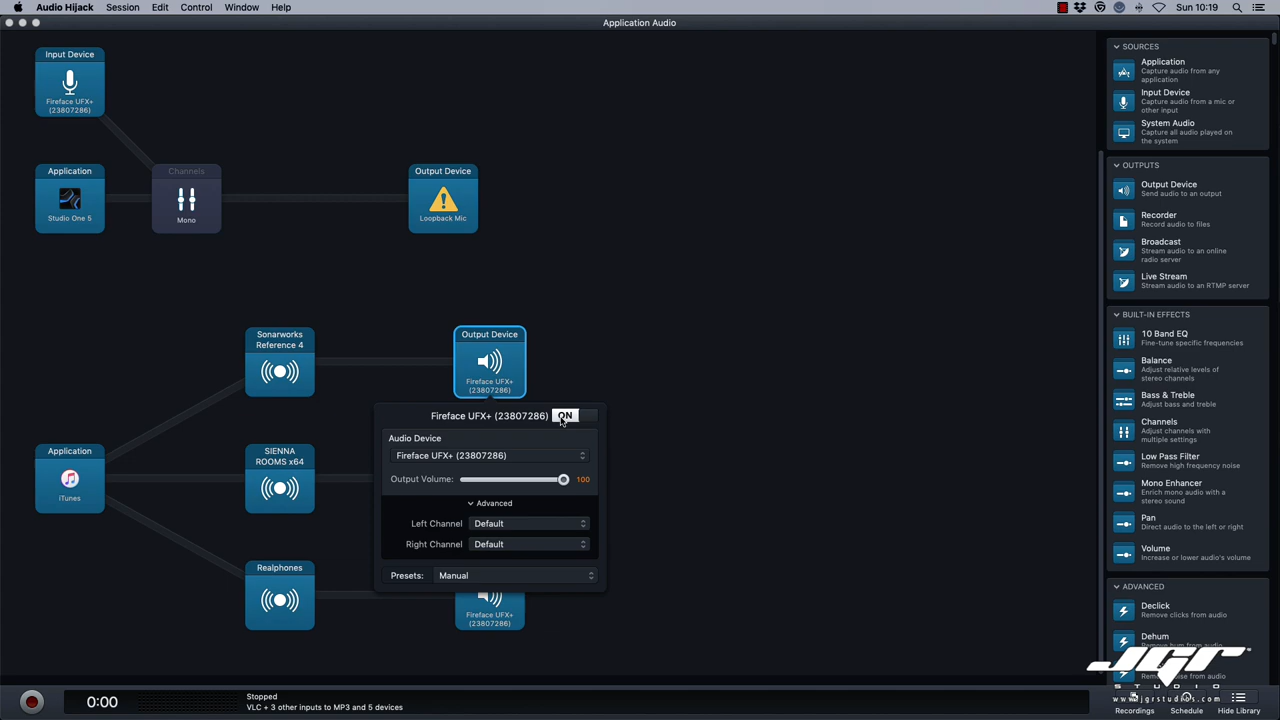 Audio Hijack Session Edit Control Window Help
Sun 10:19
Application Audio
Input Device
Fireface UFX+
(23807286)
Application
Studio One 5
Channels
Mono
Output Device
Loopback Mic
Sonarworks
Reference 4
Output Device
Fireface UFX+
(23807286)
Fireface UFX+ (23807286) ON
Audio Device
Fireface UFX+ (23807286)
Output Volume: 100
Advanced
Left Channel Default
Right Channel Default
Presets: Manual
Application
iTunes
SIENNA
ROOMS x64
Realphones
Fireface UFX+
(23807286)
SOURCES
Application
Capture audio from any
application
Input Device
Capture audio from a mic or
other input
System Audio
Capture all audio played on
the system
OUTPUTS
Output Device
Send audio to an output
Recorder
Record audio to files
Broadcast
Stream audio to an online
radio server
Live Stream
Stream audio to an RTMP server
BUILT-IN EFFECTS
10 Band EQ
Fine-tune specific frequencies
Balance
Adjust relative levels of
stereo channels
Bass & Treble
Adjust bass and treble
Channels
Adjust channels with
multiple settings
Low Pass Filter
Remove high frequency noise
Mono Enhancer
Enrich mono audio with a
stereo sound
Pan
Direct audio to the left or right
Volume
Increase or lower audio's volume
ADVANCED
Declick
Remove clicks from audio
Dehum
JGR
www.jgrstudios.com
0:00
Stopped
VLC + 3 other inputs to MP3 and 5 devices
Recordings
Schedule
Hide Library